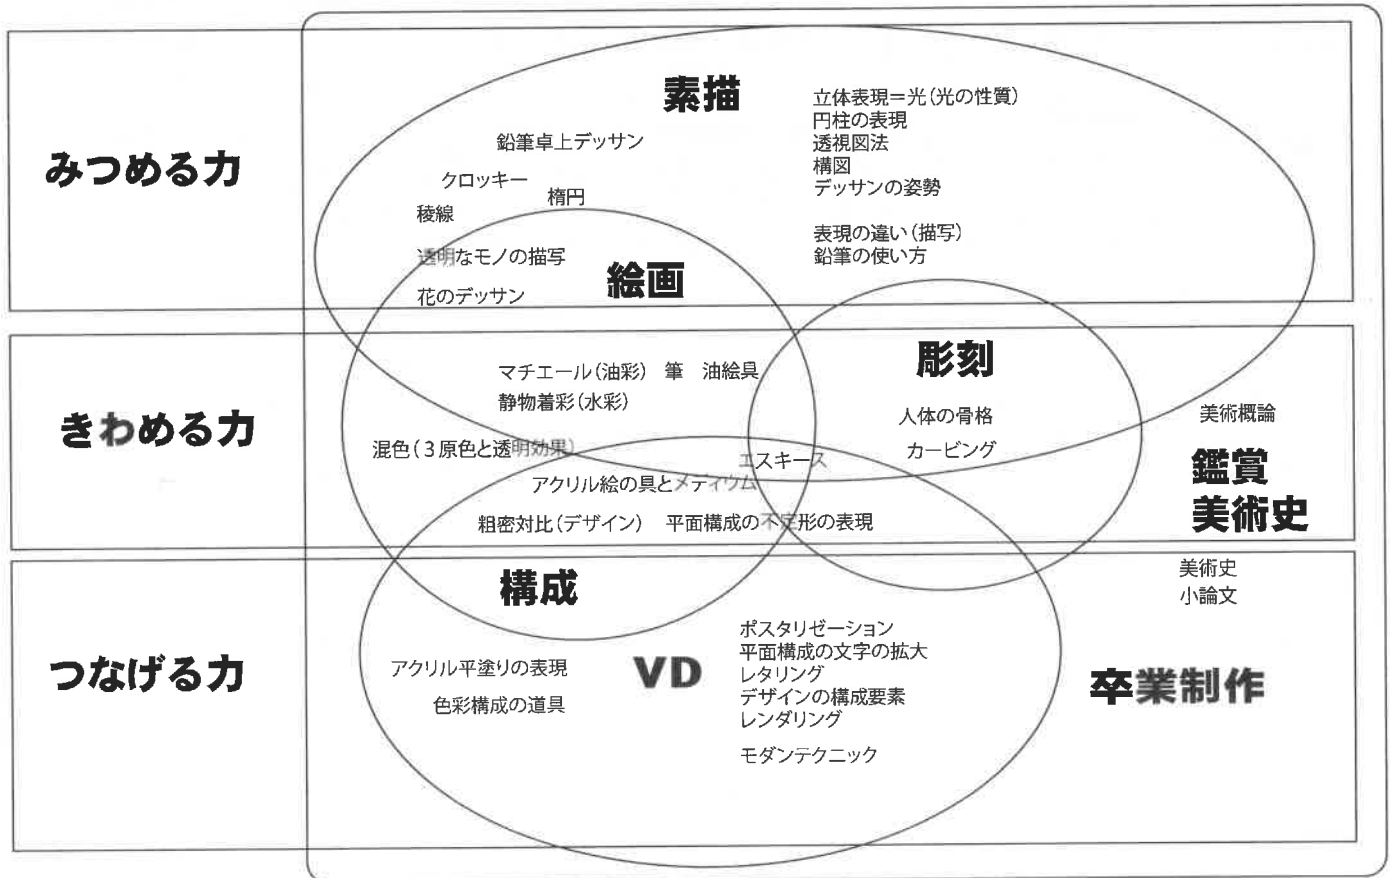 素描
立体表現=光(光の性質)
円柱の表現
透視図法
構図
デッサンの姿勢
表現の違い(描写)
鉛筆の使い方
鉛筆卓上デッサン
みつめる力
クロッキー
楕円
稜線
透明なモノの描写
絵画
花のデッサン
彫刻
マチエール(油彩) 筆 油絵具
静物着彩(水彩)
人体の骨格
美術概論
きわめる力
混色(3原色と透明効果)
カービング
エスキース
鑑賞
美術史
アクリル絵の具とメディウム
粗密対比(デザイン) 平面構成の不定形の表現
構成
美術史
小論文
つなげる力
アクリル平塗りの表現
色彩構成の道具
VD
ポスタリゼーション
平面構成の文字の拡大
レタリング
デザインの構成要素
レンダリング
モダンテクニック
卒業制作